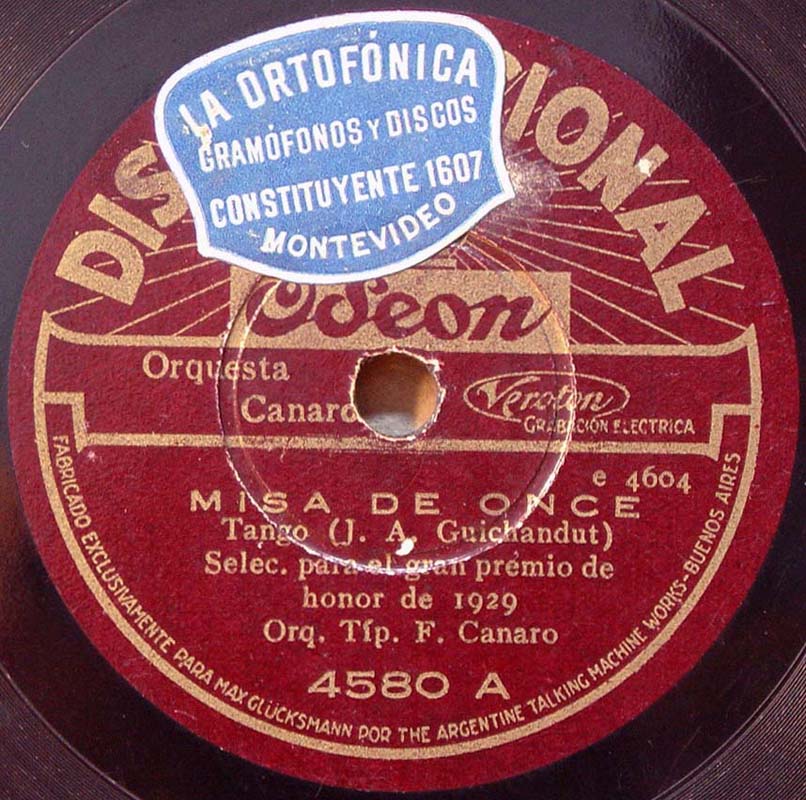 LA ORTOFÓNICA
GRAMÓFONOS Y DISCOS
CONSTITUYENTE 1607
MONTEVIDEO
DIS CIONAL
Odeon
Orquesta
Canaro
Veroton
GRABACIÓN ELECTRICA
e 4604
MISA DE ONCE
Tango (J. A. Guichandut)
Selec. para el gran premio de
honor de 1929
Orq. Típ. F. Canaro
4580 A
FABRICADO EXCLUSIVAMENTE PARA MAX GLÜCKSMANN POR THE ARGENTINE TALKING MACHINE WORKS-BUENOS AIRES